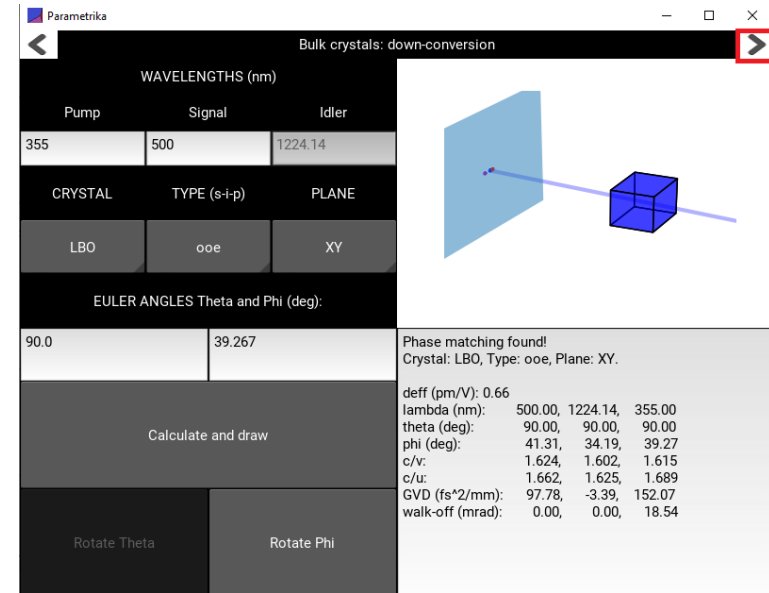 Parametrika
Bulk crystals: down-conversion
WAVELENGTHS (nm)
Pump Signal Idler
355 500 1224.14
CRYSTAL TYPE (s-i-p) PLANE
LBO ooe XY
EULER ANGLES Theta and Phi (deg):
90.0 39.267
Calculate and draw
Rotate Theta Rotate Phi
Phase matching found!
Crystal: LBO, Type: ooe, Plane: XY.
deff (pm/V): 0.66
lambda (nm): 500.00, 1224.14, 355.00
theta (deg): 90.00, 90.00, 90.00
phi (deg): 41.31, 34.19, 39.27
c/v: 1.624, 1.602, 1.615
c/u: 1.662, 1.625, 1.689
GVD (fs^2/mm): 97.78, -3.39, 152.07
walk-off (mrad): 0.00, 0.00, 18.54